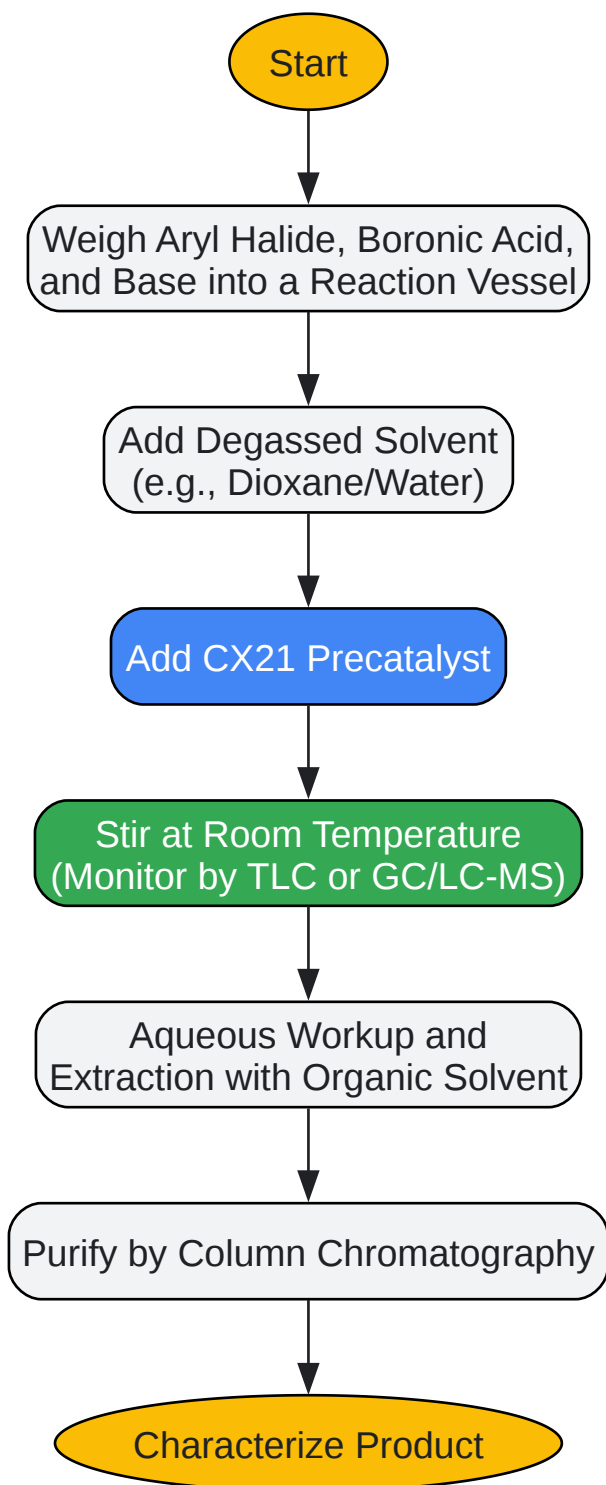 Start
Weigh Aryl Halide, Boronic Acid,
and Base into a Reaction Vessel
Add Degassed Solvent
(e.g., Dioxane/Water)
Add CX21 Precatalyst
Stir at Room Temperature
(Monitor by TLC or GC/LC-MS)
Aqueous Workup and
Extraction with Organic Solvent
Purify by Column Chromatography
Characterize Product